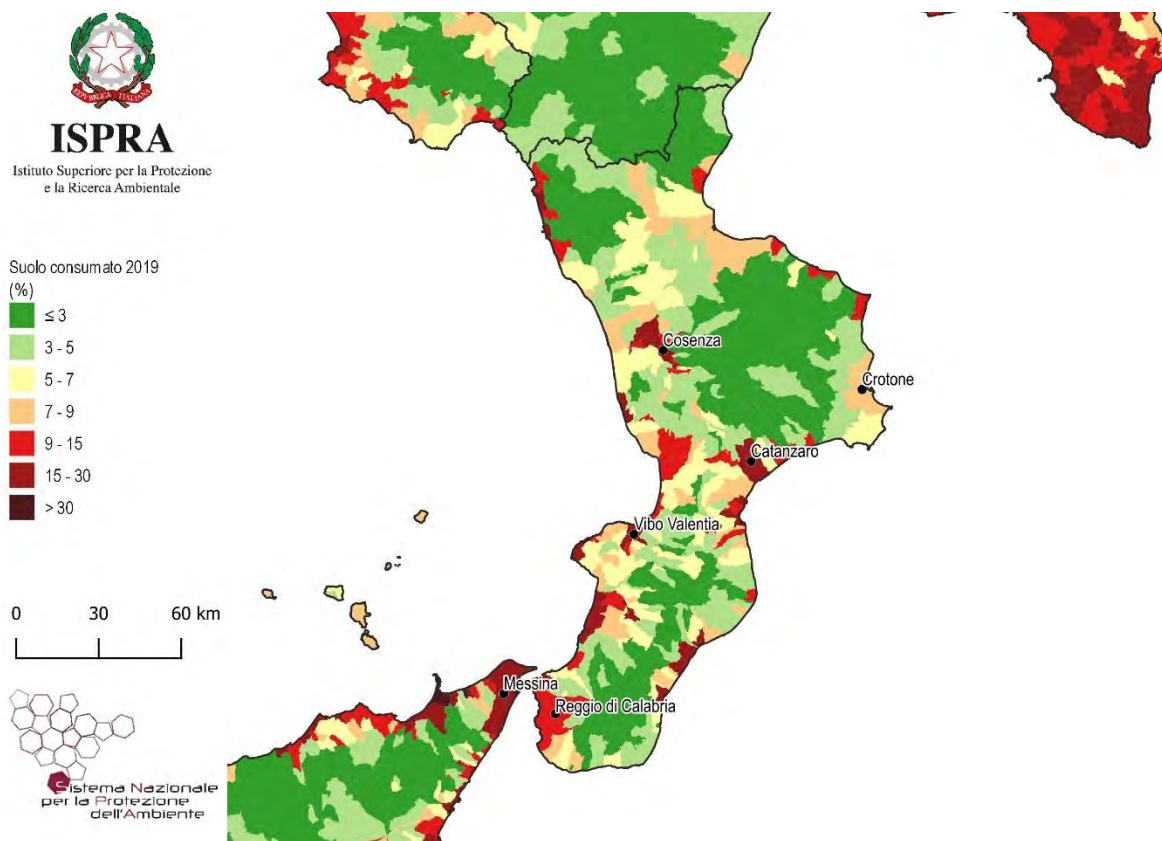 REPVBBLICA ITALIANA
ISPRA
Istituto Superiore per la Protezione
e la Ricerca Ambientale
Suolo consumato 2019
(%)
≤ 3
3 - 5
5 - 7
7 - 9
9 - 15
15 - 30
> 30
0 30 60 km
Sistema Nazionale
per la Protezione
dell'Ambiente
Cosenza
Crotone
Catanzaro
Vibo Valentia
Messina
Reggio di Calabria